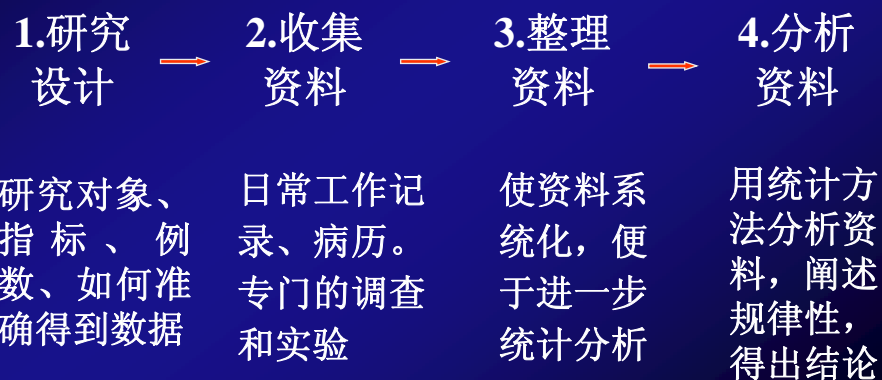 1.研究
设计
2.收集
资料
3.整理
资料
4.分析
资料
研究对象、
指标、例
数、如何准
确得到数据
日常工作记
录、病历。
专门的调查
和实验
使资料系
统化，便
于进一步
统计分析
用统计方
法分析资
料，阐述
规律性，
得出结论